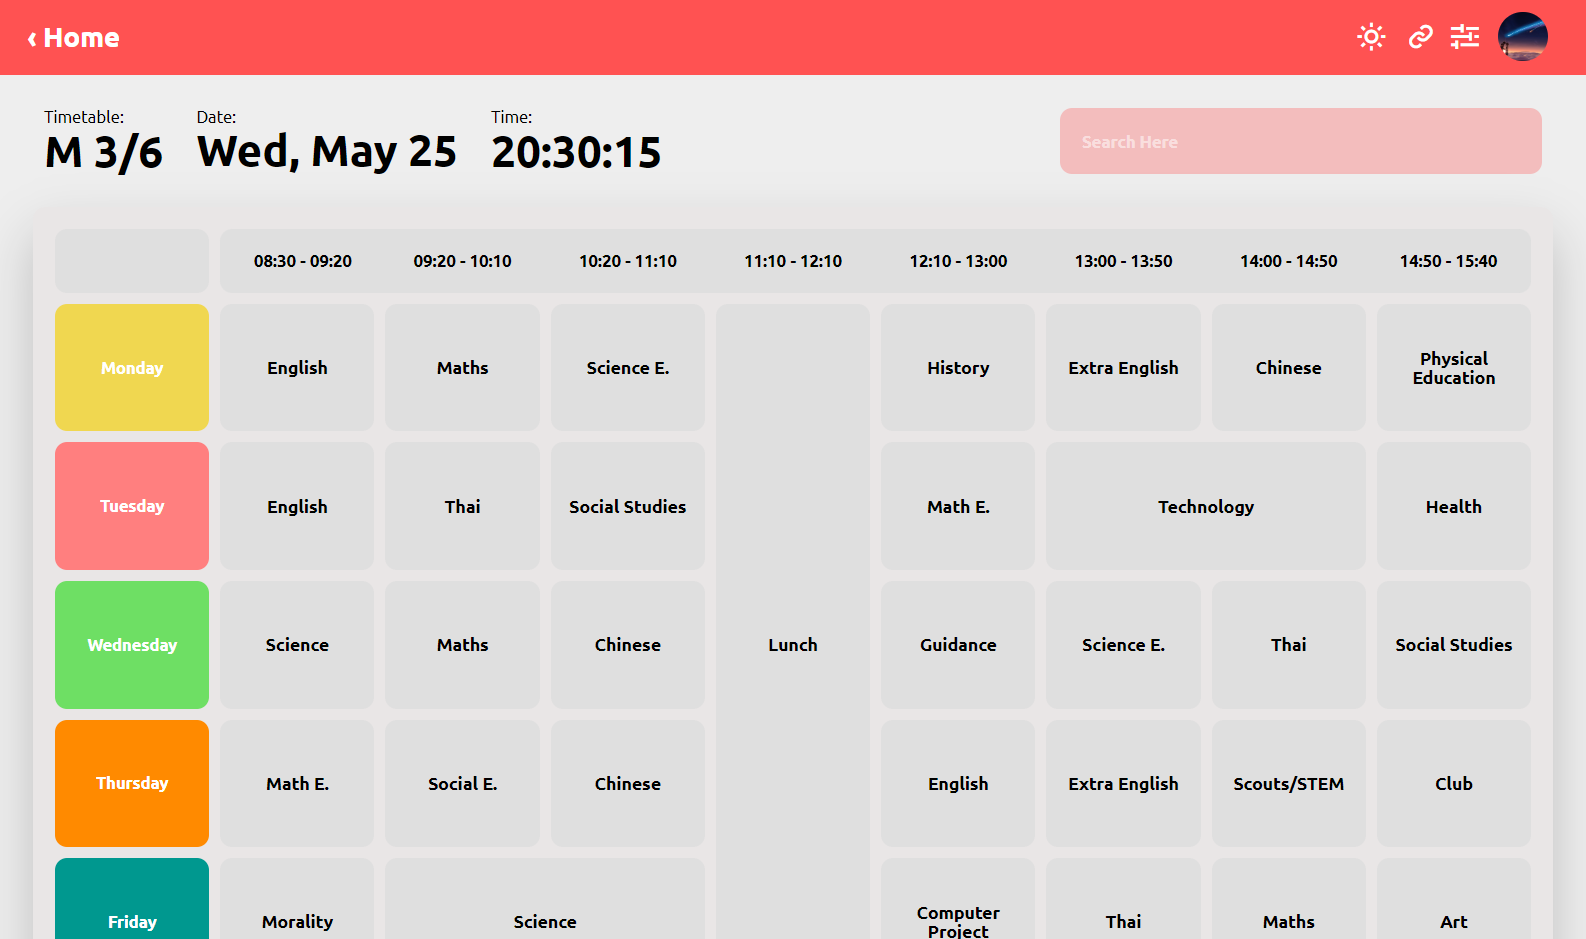 ‹ Home
Timetable:
M 3/6
Date:
Wed, May 25
Time:
20:30:15
Search Here
08:30 - 09:20 09:20 - 10:10 10:20 - 11:10 11:10 - 12:10 12:10 - 13:00 13:00 - 13:50 14:00 - 14:50 14:50 - 15:40
Monday English Maths Science E. History Extra English Chinese Physical
Education
Tuesday English Thai Social Studies Math E. Technology Health
Wednesday Science Maths Chinese Lunch Guidance Science E. Thai Social Studies
Thursday Math E. Social E. Chinese English Extra English Scouts/STEM Club
Friday Morality Science Computer
Project Thai Maths Art